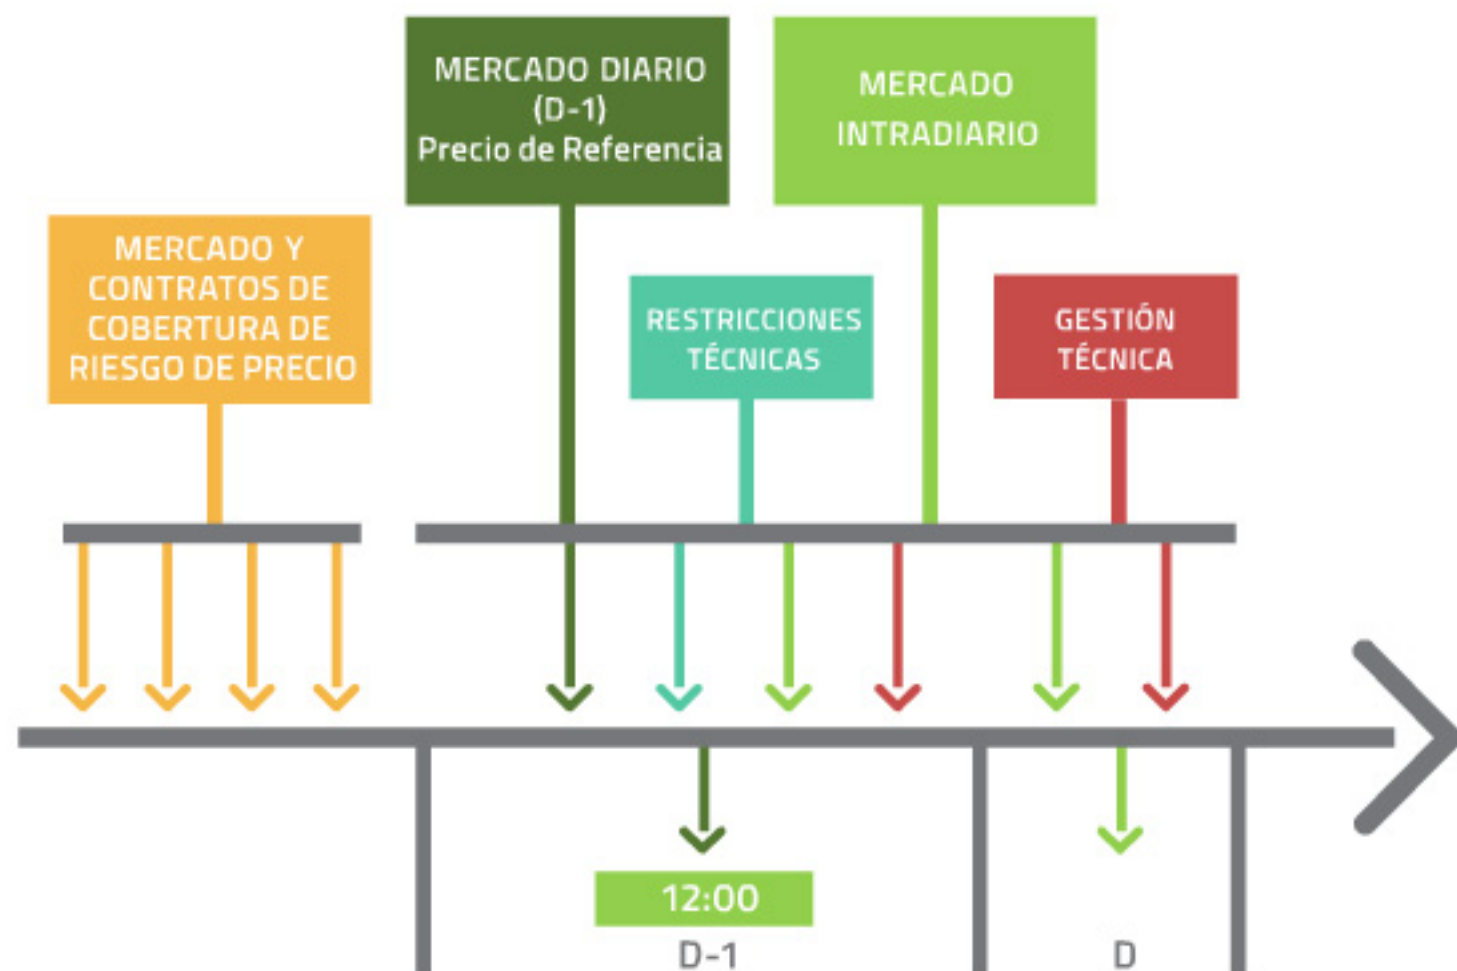 MERCADO DIARIO
(D-1)
Precio de Referencia
MERCADO
INTRADIARIO
MERCADO Y
CONTRATOS DE
COBERTURA DE
RIESGO DE PRECIO
RESTRICCIONES
TÉCNICAS
GESTIÓN
TÉCNICA
12:00
D-1
D